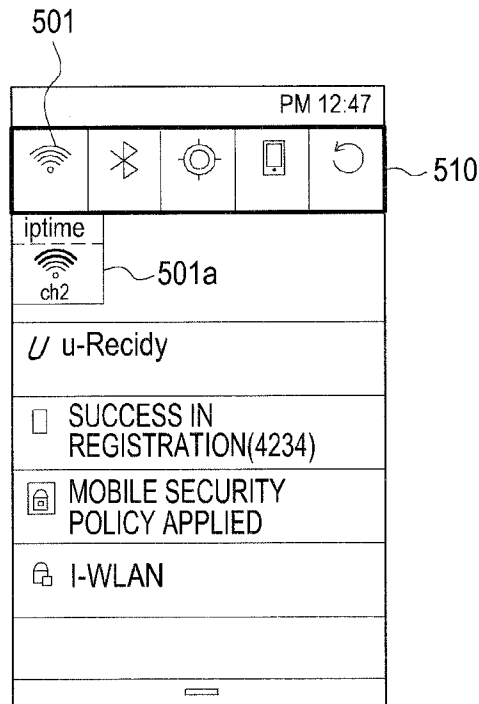 501
PM 12:47
510
iptime
ch2
501a
U u-Recidy
SUCCESS IN
REGISTRATION(4234)
MOBILE SECURITY
POLICY APPLIED
I-WLAN